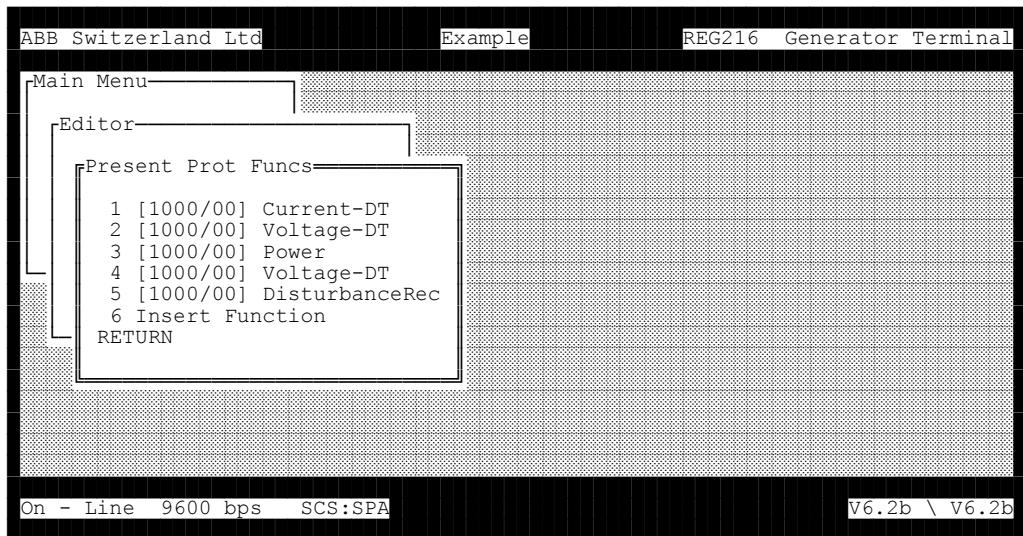 ABB Switzerland Ltd Example REG216 Generator Terminal
Main Menu
Editor
Present Prot Funcs
1 [1000/00] Current-DT
2 [1000/00] Voltage-DT
3 [1000/00] Power
4 [1000/00] Voltage-DT
5 [1000/00] DisturbanceRec
6 Insert Function
RETURN
On - Line 9600 bps SCS:SPA V6.2b \ V6.2b